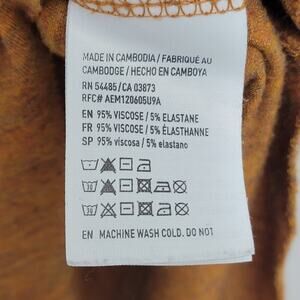 MADE IN CAMBODIA / FABRIQUÉ AU
CAMBODGE / HECHO EN CAMBOYA
RN 54485/CA 03873
RFC# AEM120605U9A
EN 95% VISCOSE / 5% ELASTANE
FR 95% VISCOSE / 5% ÉLASTHANNE
SP 95% viscosa / 5% elastano
EN MACHINE WASH COLD. DO NOT